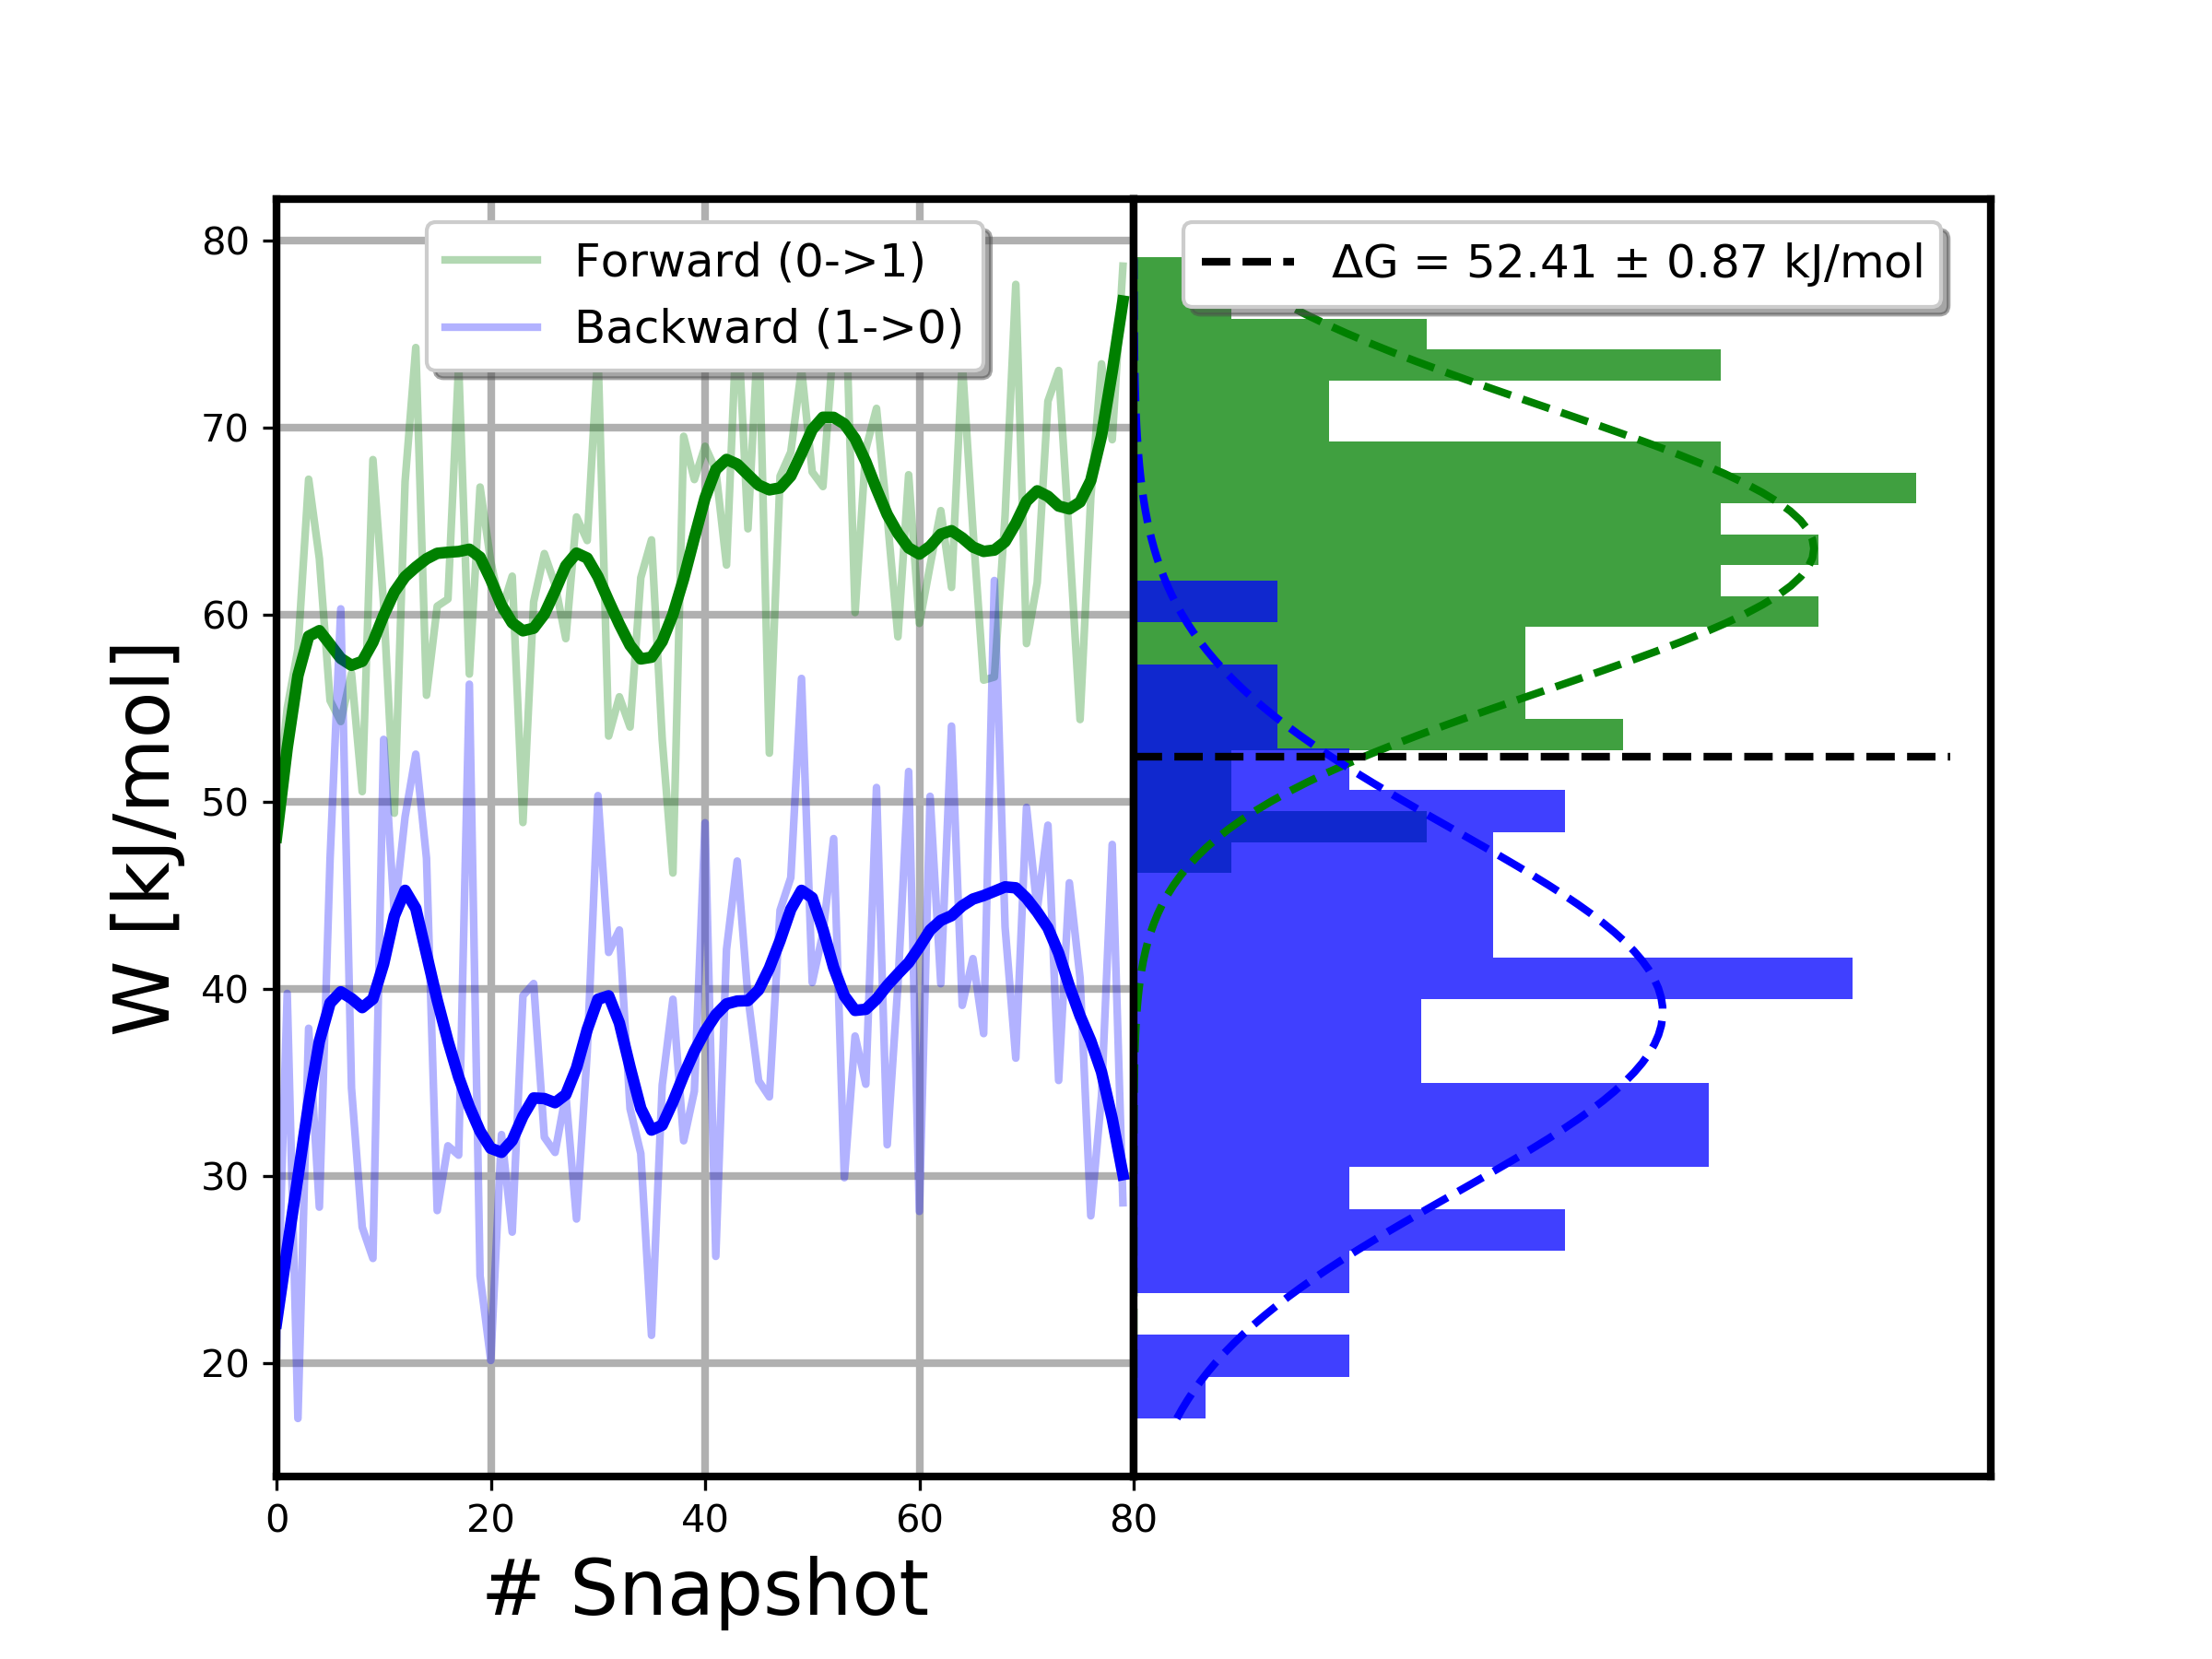 Forward (0->1)
Backward (1->0)
ΔG = 52.41 ± 0.87 kJ/mol
W [kJ/mol]
80
70
60
50
40
30
20
0 20 40 60 80
# Snapshot